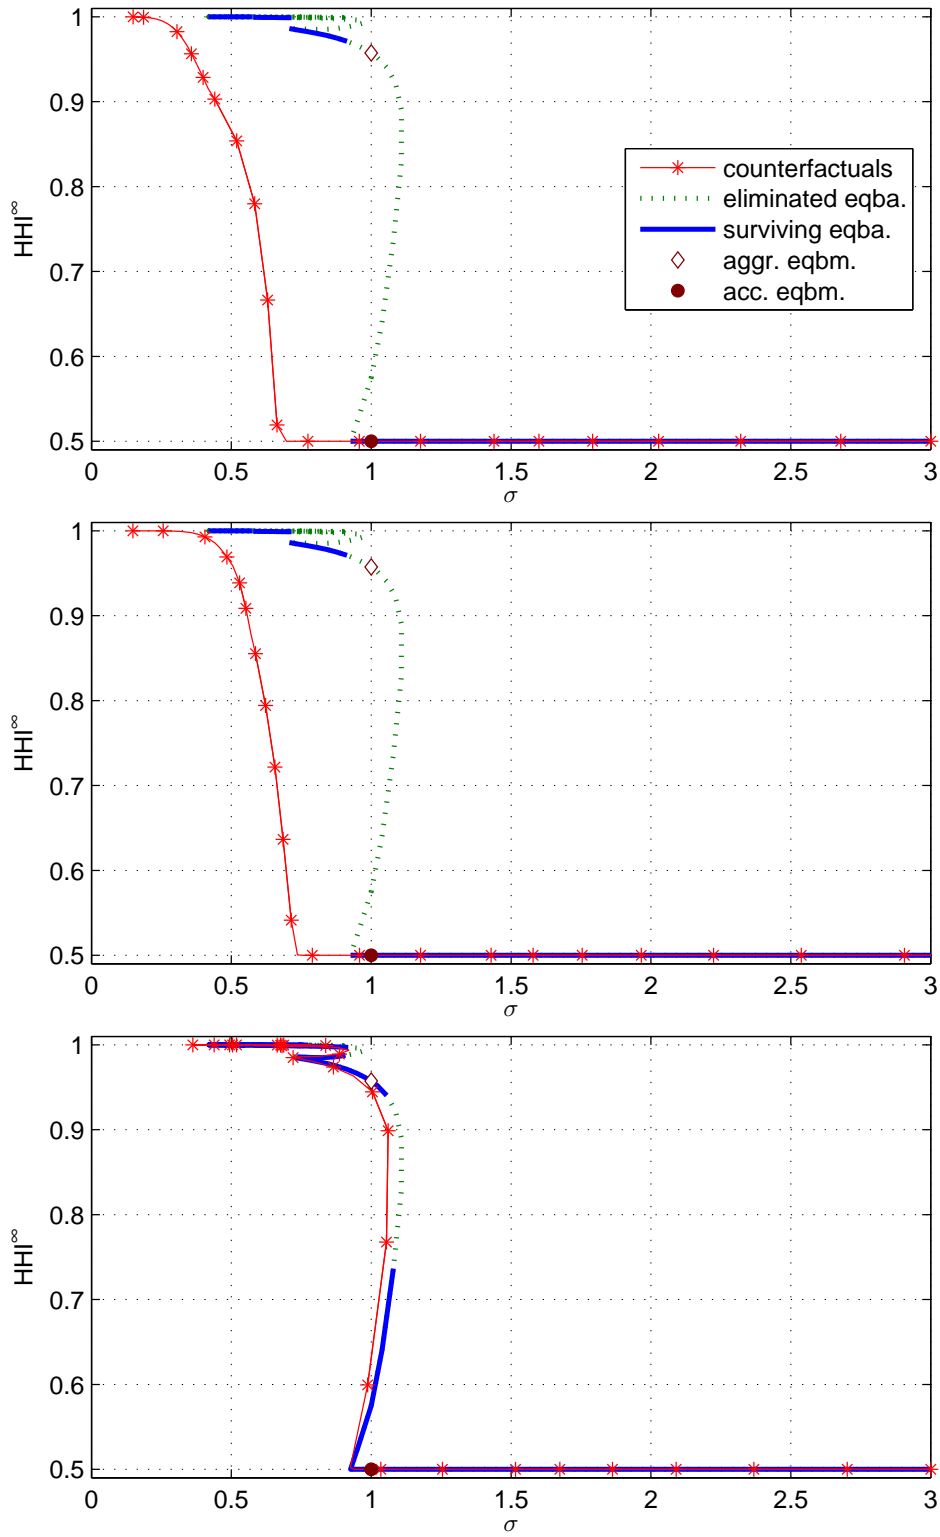 1
0.9
0.8
0.7
0.6
0.5
HHI∞
0 0.5 1 1.5 2 2.5 3
σ
counterfactuals
eliminated eqba.
surviving eqba.
aggr. eqbm.
acc. eqbm.
1
0.9
0.8
0.7
0.6
0.5
HHI∞
0 0.5 1 1.5 2 2.5 3
σ
1
0.9
0.8
0.7
0.6
0.5
HHI∞
0 0.5 1 1.5 2 2.5 3
σ